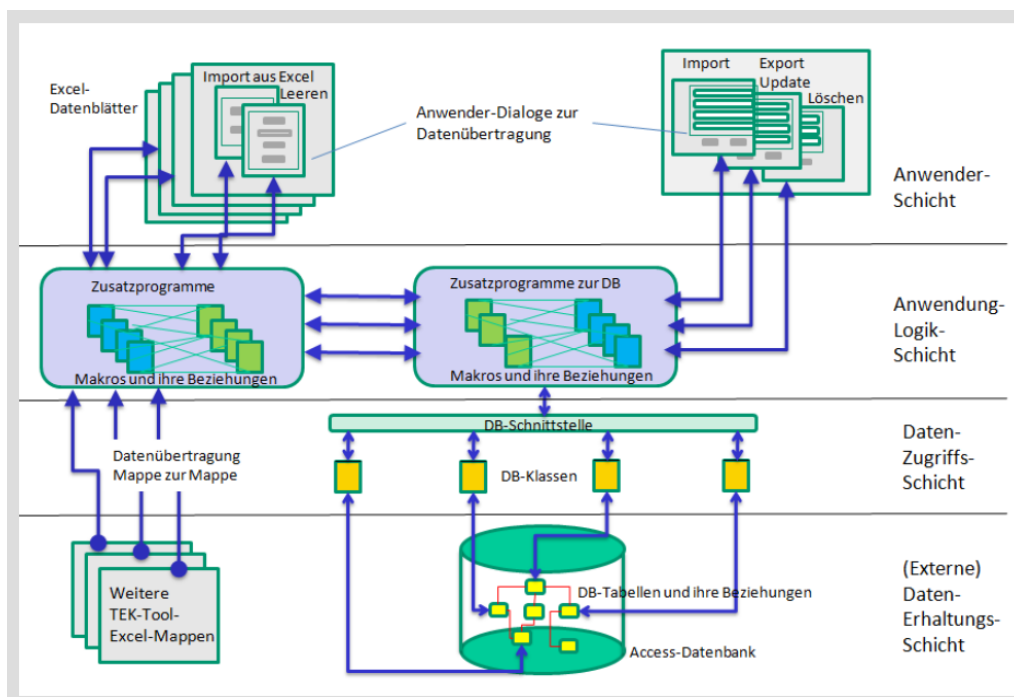 Excel-
Datenblätter
Import aus Excel
Leeren
Anwender-Dialoge zur
Datenübertragung
Import
Export
Update
Löschen
Anwender-
Schicht
Zusatzprogramme
Makros und ihre Beziehungen
Zusatzprogramme zur DB
Makros und ihre Beziehungen
Anwendung-
Logik-
Schicht
Datenübertragung
Mappe zur Mappe
DB-Schnittstelle
DB-Klassen
Daten-
Zugriffs-
Schicht
Weitere
TEK-Tool-
Excel-Mappen
DB-Tabellen und ihre Beziehungen
Access-Datenbank
(Externe)
Daten-
Erhaltungs-
Schicht